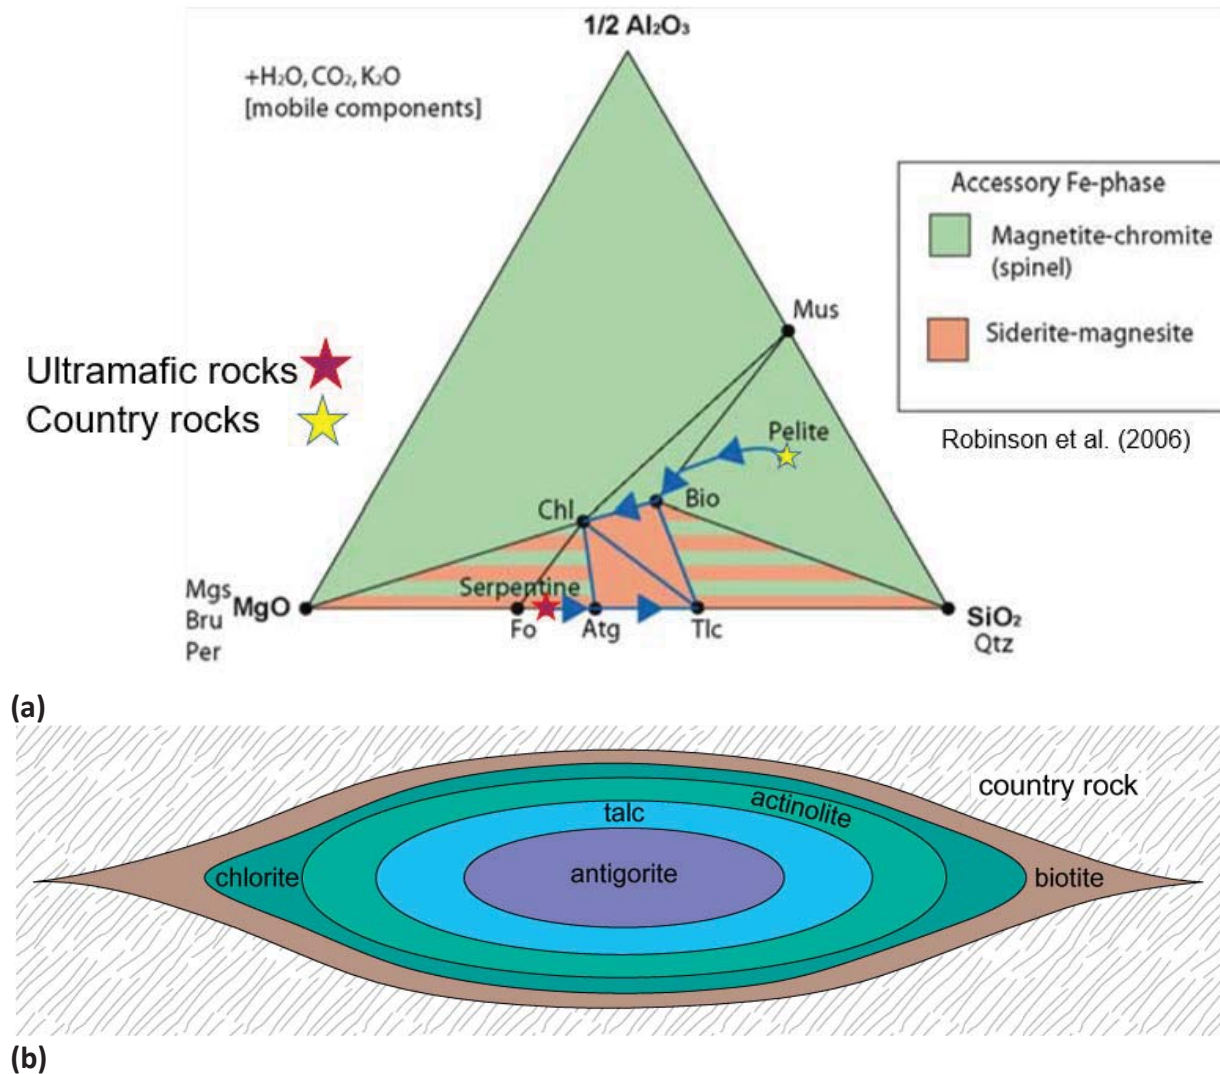 1/2 Al₂O₃
+H₂O, CO₂, K₂O
[mobile components]
Accessory Fe-phase
Magnetite-chromite
(spinel)
Siderite-magnesite
Mus
Ultramafic rocks
Country rocks
Pelite
Robinson et al. (2006)
Chl
Bio
Serpentine
Mgs
MgO
Bru
Per
Fo
Atg
Tlc
SiO₂
Qtz
(a)
country rock
talc
actinolite
chlorite
antigorite
biotite
(b)